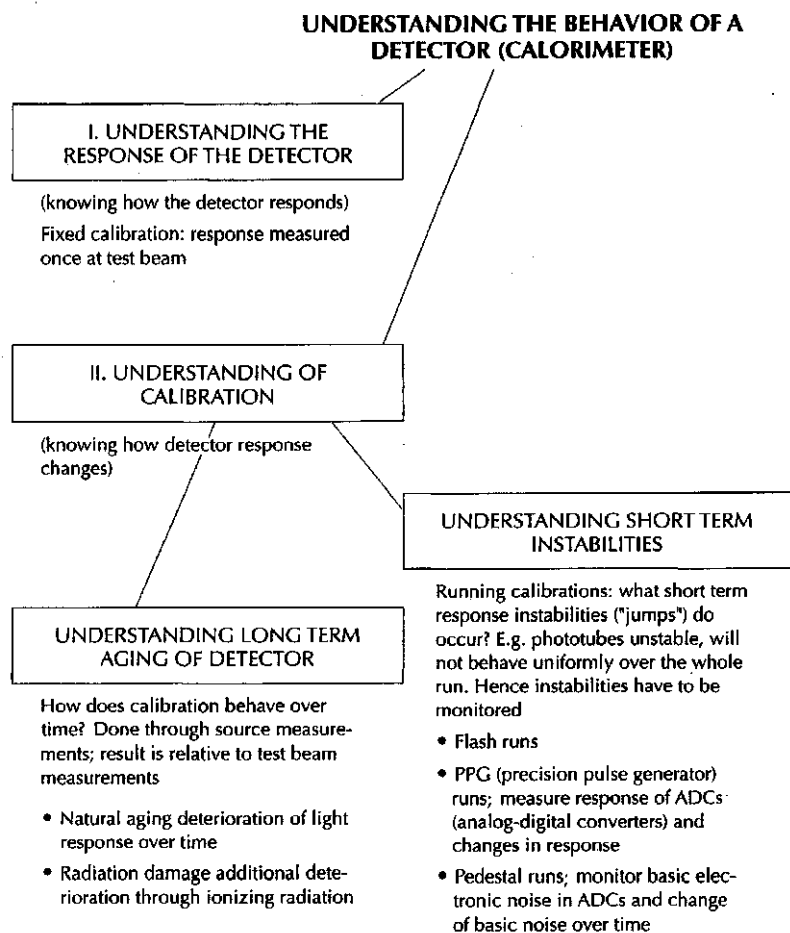 UNDERSTANDING THE BEHAVIOR OF A
DETECTOR (CALORIMETER)
I. UNDERSTANDING THE
RESPONSE OF THE DETECTOR
(knowing how the detector responds)
Fixed calibration: response measured
once at test beam
II. UNDERSTANDING OF
CALIBRATION
(knowing how detector response
changes)
UNDERSTANDING SHORT TERM
INSTABILITIES
Running calibrations: what short term
response instabilities ("jumps") do
occur? E.g. phototubes unstable, will
not behave uniformly over the whole
run. Hence instabilities have to be
monitored
• Flash runs
• PPG (precision pulse generator)
runs; measure response of ADCs
(analog-digital converters) and
changes in response
• Pedestal runs; monitor basic elec-
tronic noise in ADCs and change
of basic noise over time
UNDERSTANDING LONG TERM
AGING OF DETECTOR
How does calibration behave over
time? Done through source measure-
ments; result is relative to test beam
measurements
• Natural aging deterioration of light
response over time
• Radiation damage additional dete-
rioration through ionizing radiation